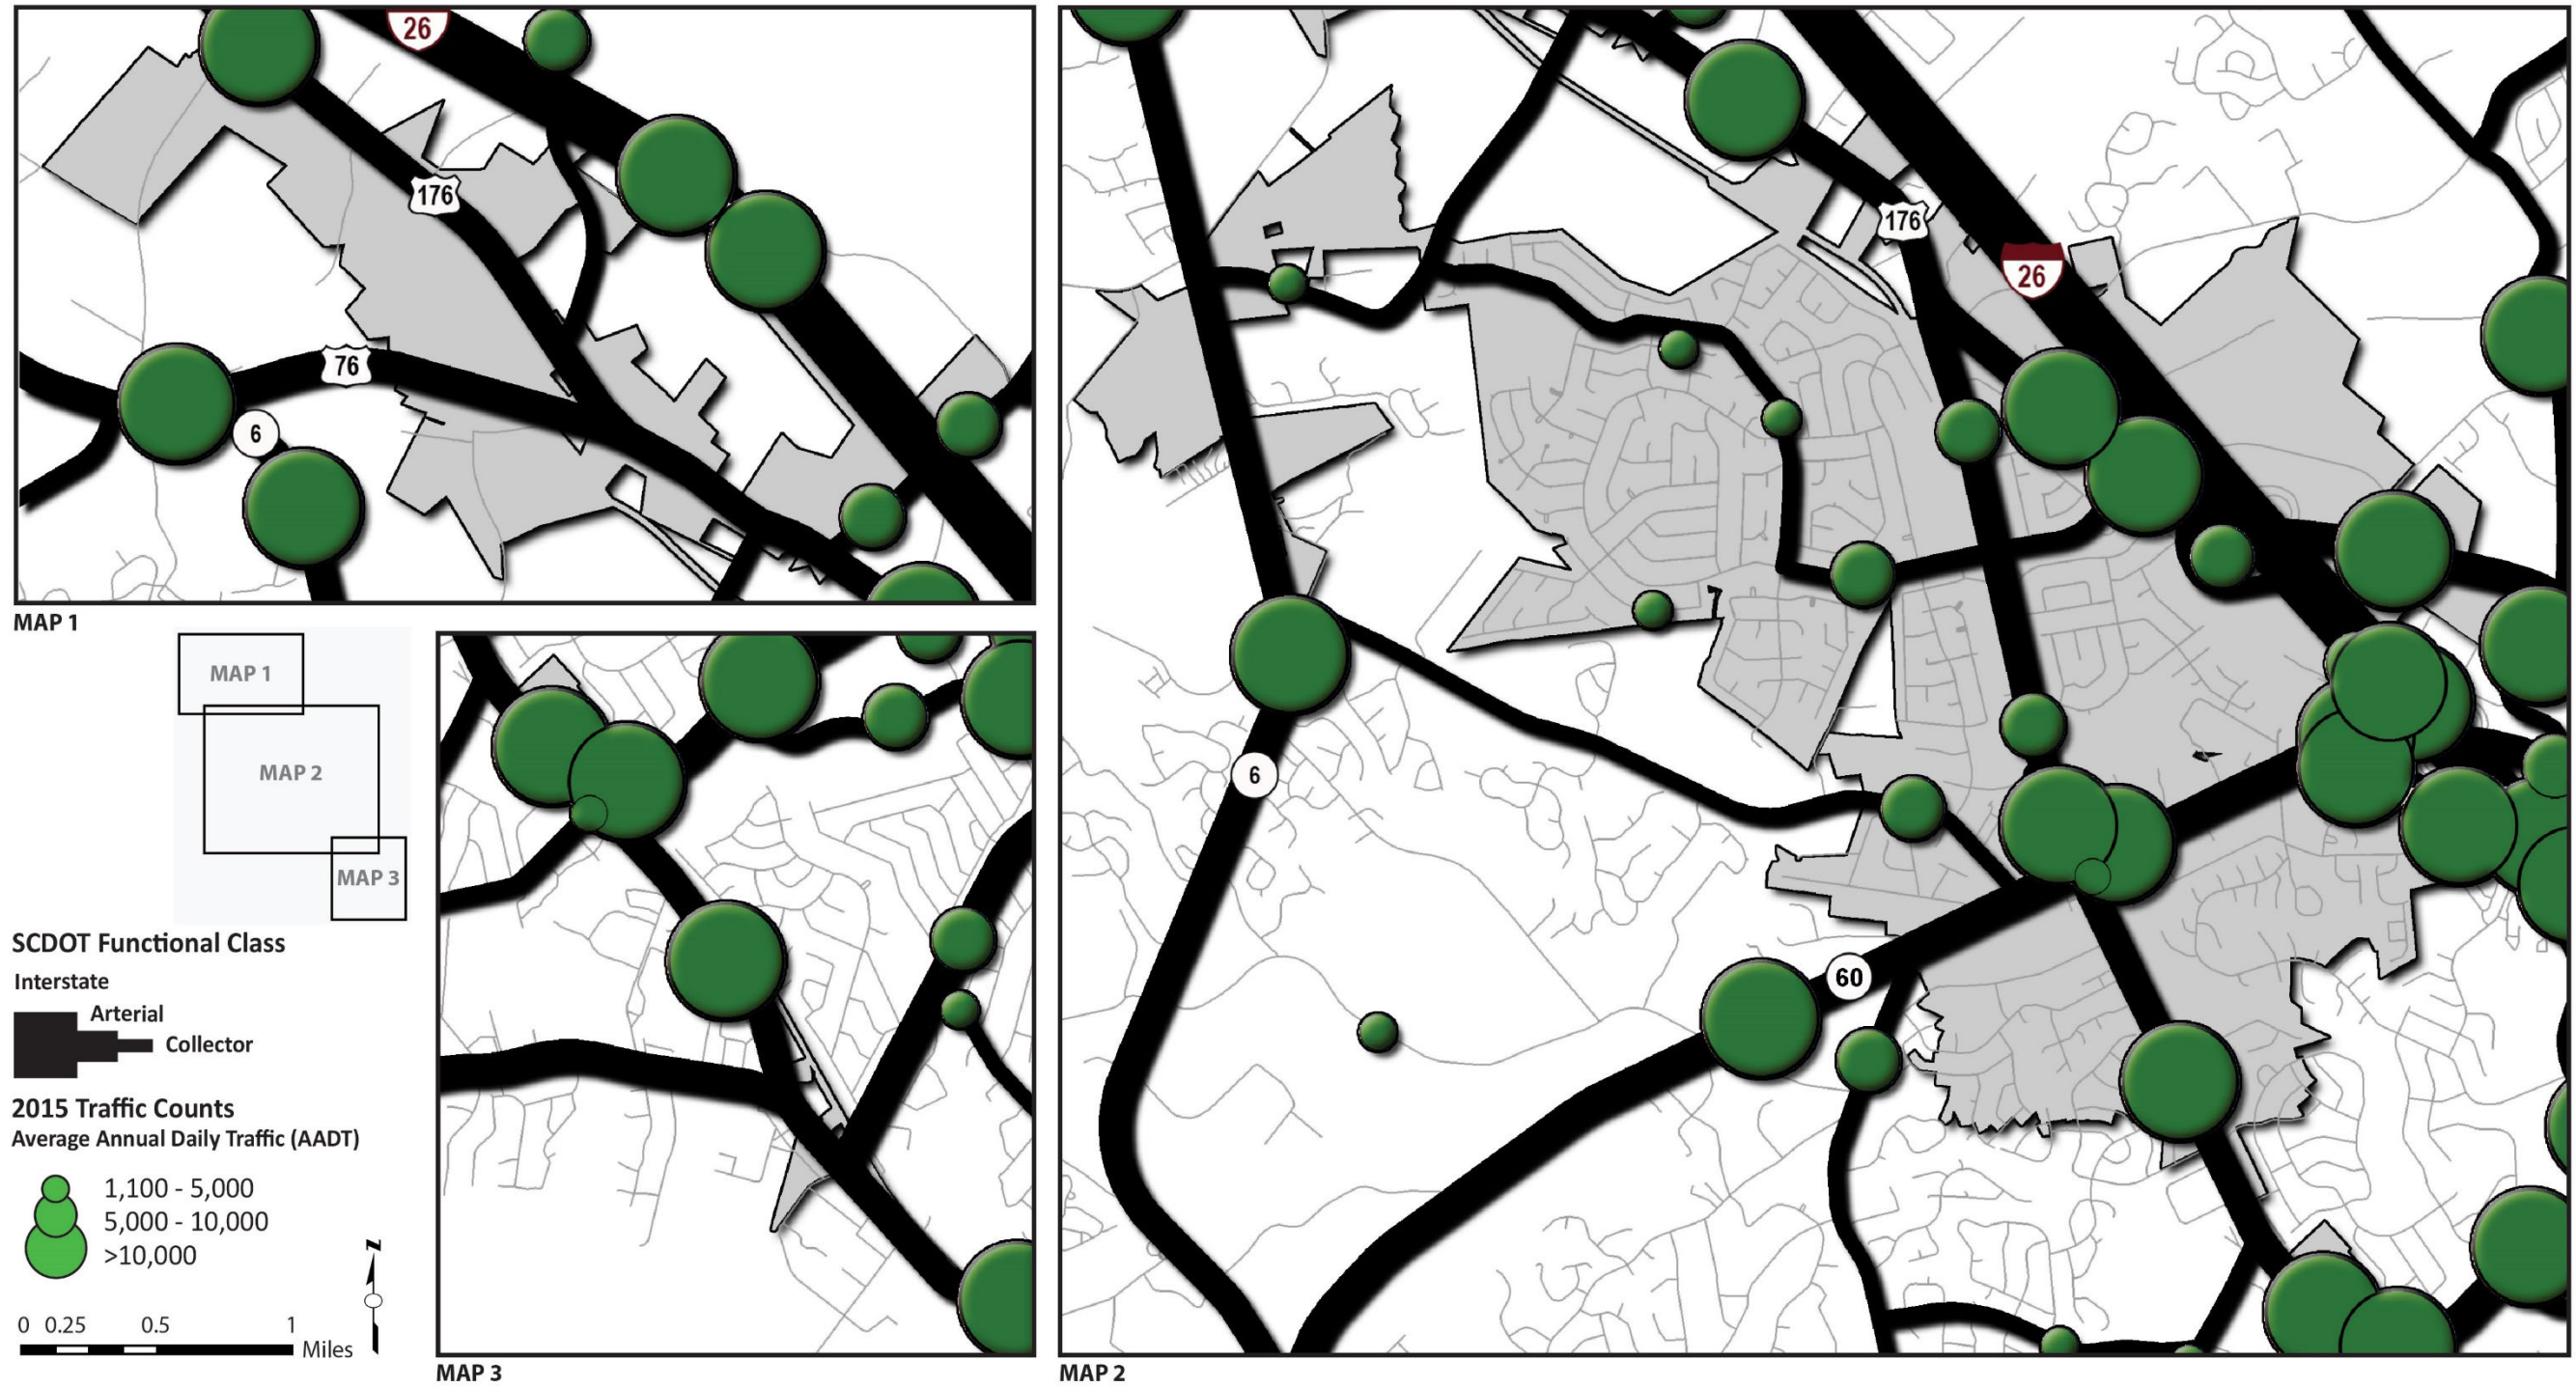 26
176
76
6
MAP 1
MAP 1
MAP 2
MAP 3
SCDOT Functional Class
Interstate
Arterial
Collector
2015 Traffic Counts
Average Annual Daily Traffic (AADT)
1,100 - 5,000
5,000 - 10,000
>10,000
N
0 0.25 0.5 1
Miles
MAP 3
176
26
6
60
MAP 2